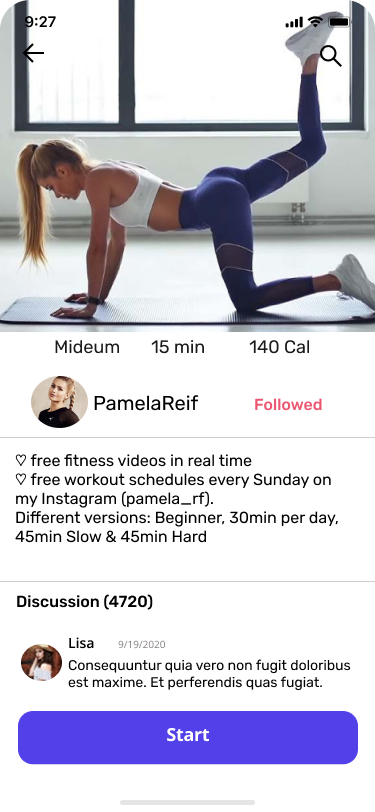 9:27
Mideum 15 min 140 Cal
PamelaReif Followed
♡ free fitness videos in real time
♡ free workout schedules every Sunday on
my Instagram (pamela_rf).
Different versions: Beginner, 30min per day,
45min Slow & 45min Hard
Discussion (4720)
Lisa 9/19/2020
Consequuntur quia vero non fugit doloribus
est maxime. Et perferendis quas fugiat.
Start